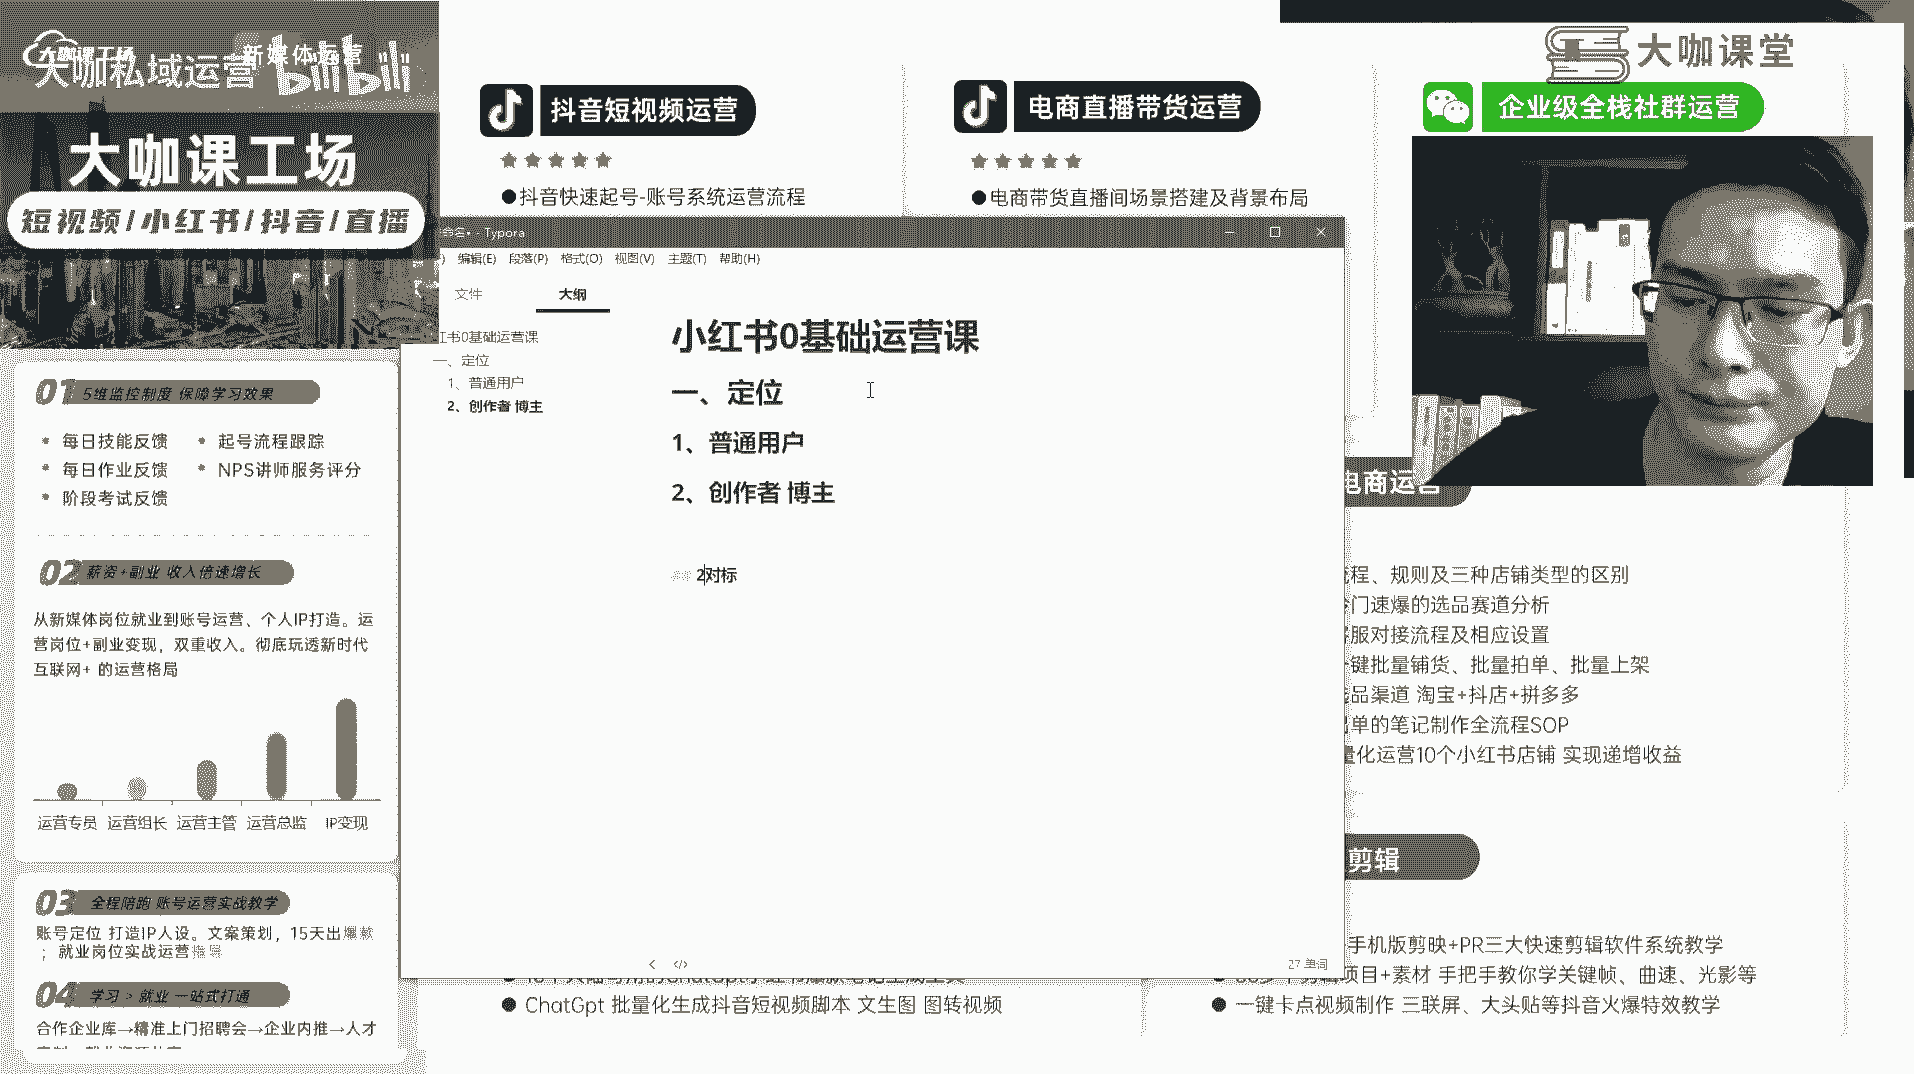 大咖课工场
新媒体运营
大咖私域运营
bilibili
大咖课工场
短视频/小红书/抖音/直播
01 5维监控制度 保障学习效果
每日技能反馈
起号流程跟踪
每日作业反馈
NPS讲师服务评分
阶段考试反馈
02 薪资+副业 收入倍速增长
从新媒体岗位就业到账号运营、个人IP打造。运
营岗位+副业变现，双重收入。彻底玩透新时代
互联网+ 的运营格局
运营专员 运营组长 运营主管 运营总监 IP变现
03 全程陪跑 账号运营实战教学
账号定位 打造IP人设。文案策划，15天出爆款
；就业岗位实战运营指导
04 学习 > 就业 一站式打通
合作企业库→精准上门招聘会→企业内推→人才
抖音短视频运营
●抖音快速起号-账号系统运营流程
电商直播带货运营
●电商带货直播间场景搭建及背景布局
大咖课堂
企业级全栈社群运营
命名• - Typora
) 编辑(E) 段落(P) 格式(O) 视图(V) 主题(T) 帮助(H)
文件 大纲
书0基础运营课
一、定位
1、普通用户
2、创作者 博主
小红书0基础运营课
一、定位
1、普通用户
2、创作者 博主
## 2对标
</>
27 单词
电商运营
流程、规则及三种店铺类型的区别
门速爆的选品赛道分析
客服对接流程及相应设置
一键批量铺货、批量拍单、批量上架
选品渠道 淘宝+抖店+拼多多
出单的笔记制作全流程SOP
量化运营10个小红书店铺 实现递增收益
剪辑
手机版剪映+PR三大快速剪辑软件系统教学
项目+素材 手把手教你学关键帧、曲速、光影等
●一键卡点视频制作 三联屏、大头贴等抖音火爆特效教学
●ChatGpt 批量化生成抖音短视频脚本 文生图 图转视频